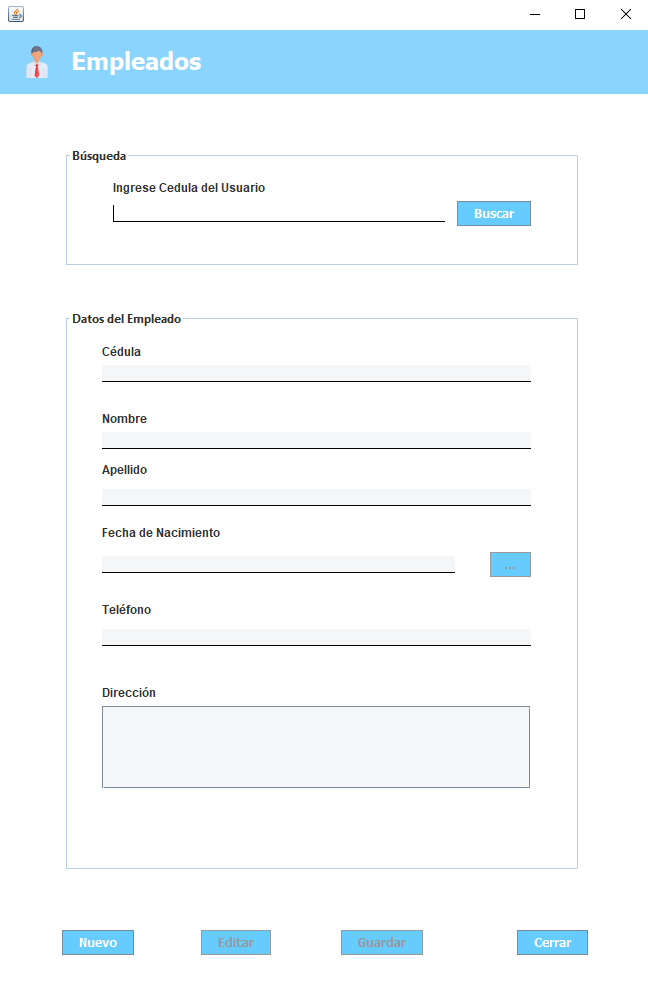 Empleados
Búsqueda
Ingrese Cedula del Usuario
Buscar
Datos del Empleado
Cédula
Nombre
Apellido
Fecha de Nacimiento
...
Teléfono
Dirección
Nuevo Editar Guardar Cerrar